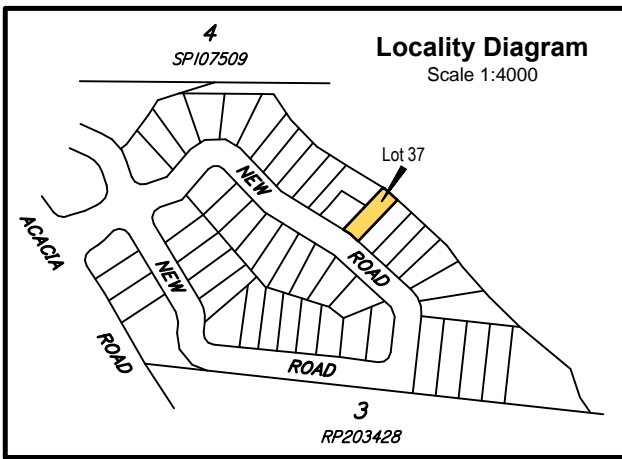 4
SP107509
Locality Diagram
Scale 1:4000
Lot 37
NEW
ROAD
ACACIA
ROAD
NEW
ROAD
3
RP203428